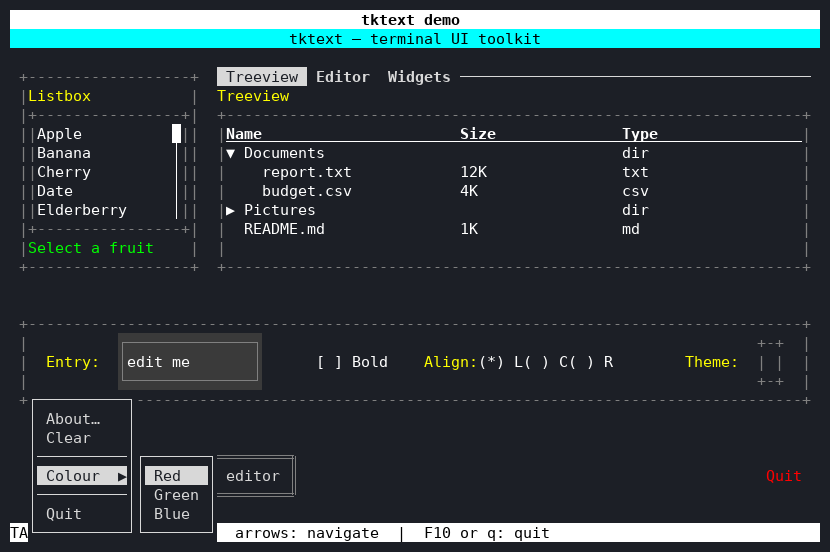 tktext demo
tktext — terminal UI toolkit
Treeview Editor Widgets
Listbox
Treeview
Apple
Banana
Cherry
Date
Elderberry
Select a fruit
Name Size Type
▼ Documents dir
report.txt 12K txt
budget.csv 4K csv
▶ Pictures dir
README.md 1K md
Entry: edit me [ ] Bold Align:(*) L( ) C( ) R Theme:
About…
Clear
Colour ▶
Quit
Red
Green
Blue
editor
Quit
TA arrows: navigate | F10 or q: quit